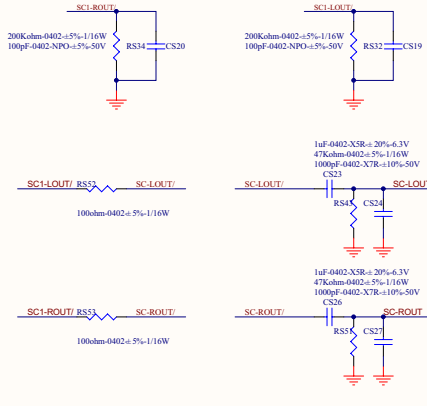 SC1-ROUT/
200Kohm-0402-±5%-1/16W
100pF-0402-NPO-±5%-50V
RS34
CS20
SC1-LOUT/
200Kohm-0402-±5%-1/16W
100pF-0402-NPO-±5%-50V
RS32
CS19
SC1-LOUT/ RS52 SC-LOUT/
100ohm-0402-±5%-1/16W
1uF-0402-X5R-±20%-6.3V
47Kohm-0402-±5%-1/16W
1000pF-0402-X7R-±10%-50V
CS23
SC-LOUT/
SC-LOUT
CS24
SC1-ROUT/ RS53 SC-ROUT/
100ohm-0402-±5%-1/16W
1uF-0402-X5R-±20%-6.3V
47Kohm-0402-±5%-1/16W
1000pF-0402-X7R-±10%-50V
CS26
SC-ROUT/
SC-ROUT
CS27